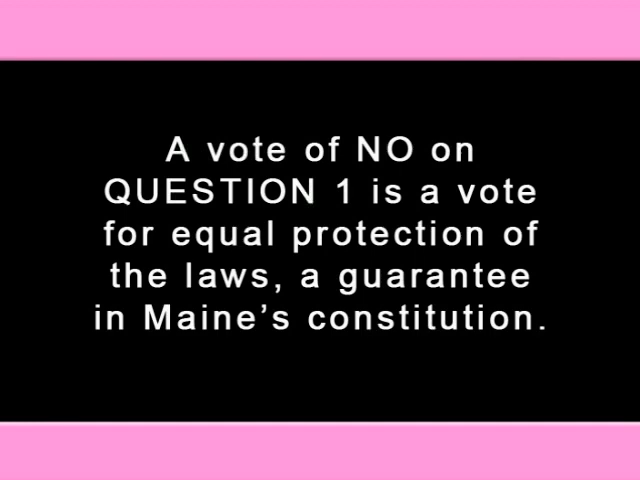 A vote of NO on
QUESTION 1 is a vote
for equal protection of
the laws, a guarantee
in Maine’s constitution.